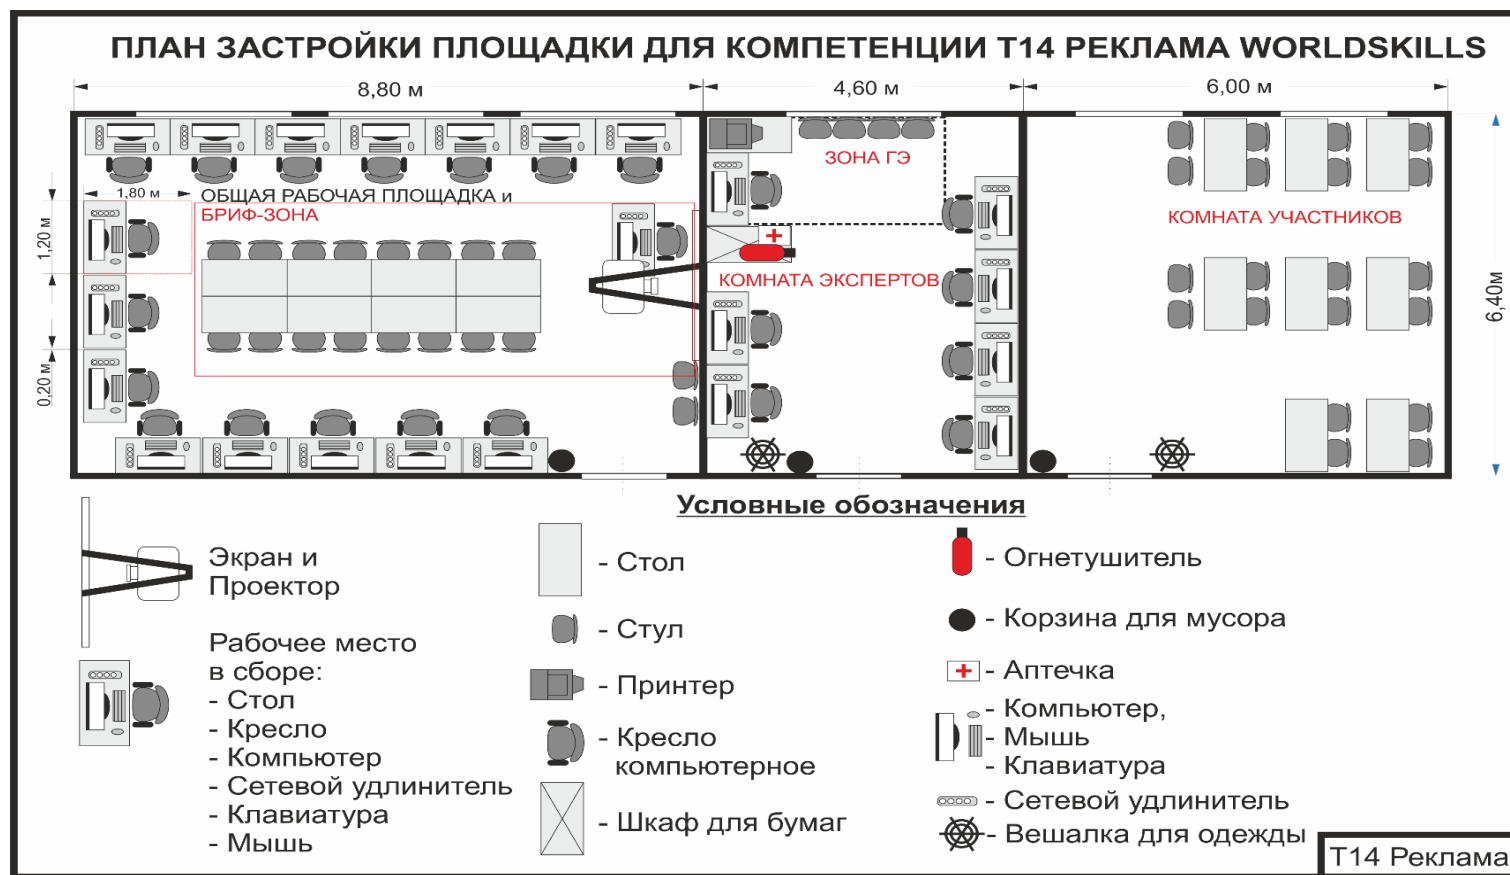 ПЛАН ЗАСТРОЙКИ ПЛОЩАДКИ ДЛЯ КОМПЕТЕНЦИИ Т14 РЕКЛАМА WORLDSKILLS
8,80 м
4,60 м
6,00 м
ЗОНА ГЭ
1,80 м
ОБЩАЯ РАБОЧАЯ ПЛОЩАДКА и
БРИФ-ЗОНА
КОМНАТА УЧАСТНИКОВ
1,20 м
КОМНАТА ЭКСПЕРТОВ
6,40м
0,20 м
Условные обозначения
Экран и
Проектор
Рабочее место
в сборе:
- Стол
- Кресло
- Компьютер
- Сетевой удлинитель
- Клавиатура
- Мышь
- Стол
- Стул
- Принтер
- Кресло
компьютерное
- Шкаф для бумаг
- Огнетушитель
- Корзина для мусора
- Аптечка
- Компьютер,
- Мышь
- Клавиатура
- Сетевой удлинитель
- Вешалка для одежды
Т14 Реклама